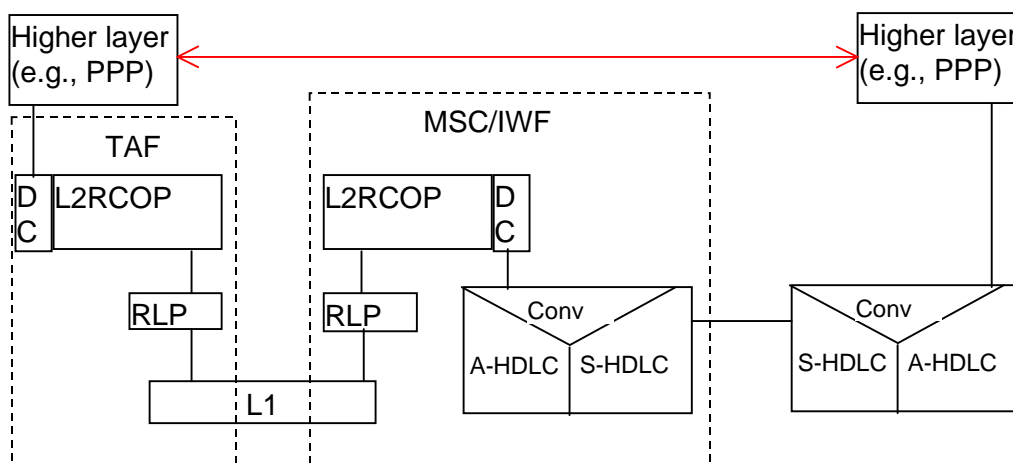 Higher layer
(e.g., PPP)
Higher layer
(e.g., PPP)
MSC/IWF
TAF
D
C
L2RCOP
L2RCOP
D
C
RLP
RLP
Conv
A-HDLC
S-HDLC
Conv
S-HDLC
A-HDLC
L1